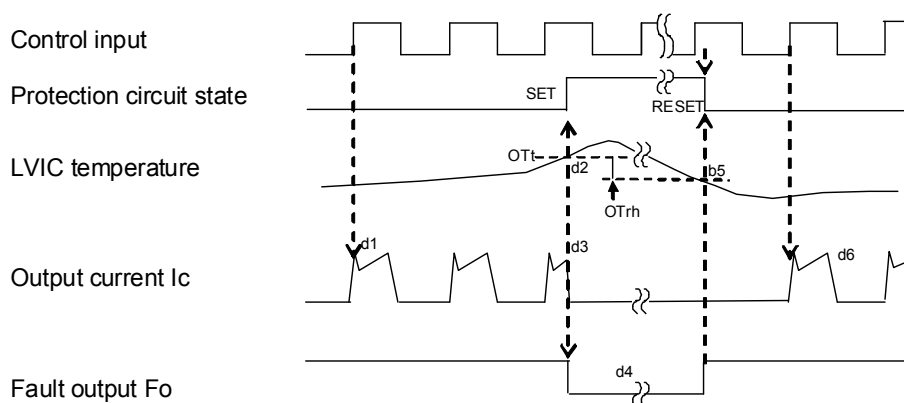 Control input
Protection circuit state
SET
RESET
LVIC temperature
OTt
d2
b5
OTrh
d1
d3
d6
Output current Ic
d4
Fault output Fo